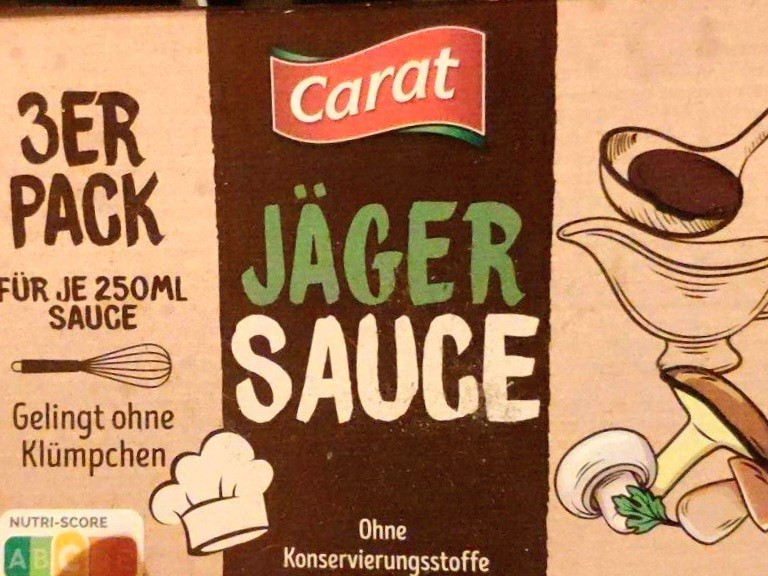 Carat
3ER
PACK
FÜR JE 250ML
SAUCE
Gelingt ohne
Klümpchen
JÄGER
SAUCE
Ohne
Konservierungsstoffe
NUTRI-SCORE
A B C